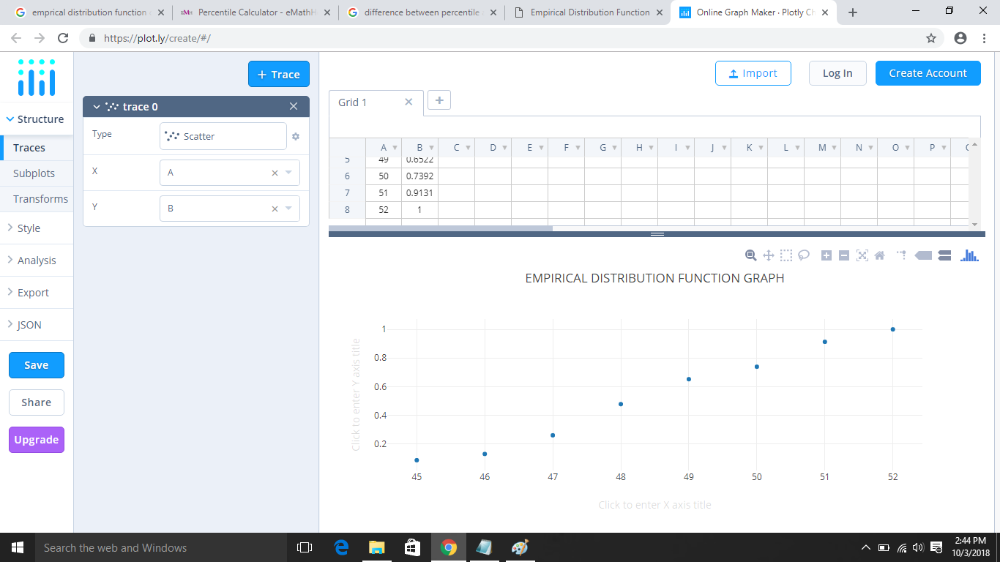 empirical distribution function
Percentile Calculator - eMathH
difference between percentile
Empirical Distribution Function
Online Graph Maker · Plotly Ch
https://plot.ly/create/#/
+ Trace
Import
Log In
Create Account
trace 0
Grid 1
Structure
Type
Scatter
Traces
A B C D E F G H I J K L M N O P
5 49 0.6522
Subplots
X
A
6 50 0.7392
7 51 0.9131
Transforms
Y
B
8 52 1
Style
Analysis
EMPIRICAL DISTRIBUTION FUNCTION GRAPH
Export
JSON
Save
Share
Upgrade
Click to enter Y axis title
1
0.8
0.6
0.4
0.2
45 46 47 48 49 50 51 52
Click to enter X axis title
Search the web and Windows
2:44 PM
10/3/2018